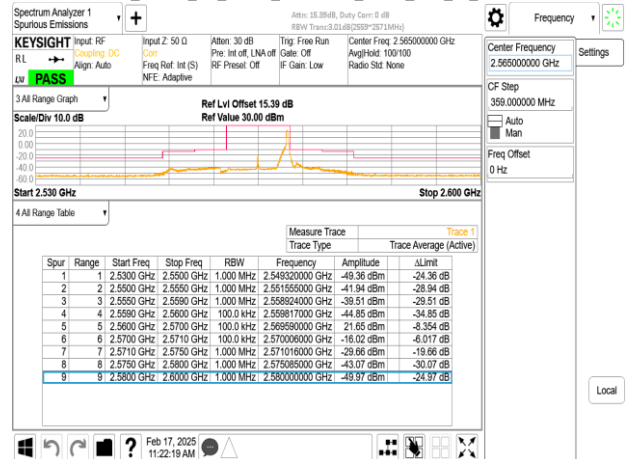 Spectrum Analyzer 1
Spurious Emissions
Attn: 15.39dB, Duty Corr: 0 dB
RBW Trans:3.01dB(2559~2571MHz)
Frequency
KEYSIGHT
RL
PASS
Input: RF
Coupling: DC
Align: Auto
Input Z: 50 Ω
Corr
Freq Ref: Int (S)
NFE: Adaptive
Atten: 30 dB
Pre: Int off, LNA off
RF Preset: Off
Trig: Free Run
Gate: Off
IF Gain: Low
Center Freq: 2.565000000 GHz
Avg|Hold: 100/100
Radio Std: None
Center Frequency
2.565000000 GHz
Settings
CF Step
359.000000 MHz
Auto
Man
Freq Offset
0 Hz
Local
3 All Range Graph
Scale/Div 10.0 dB
Ref Lvl Offset 15.39 dB
Ref Value 30.00 dBm
20.0
0.00
-20.0
-40.0
-60.0
Start 2.530 GHz
Stop 2.600 GHz
4 All Range Table
Measure Trace Trace 1
Trace Type Trace Average (Active)
Spur Range Start Freq Stop Freq RBW Frequency Amplitude ΔLimit
1 1 2.5300 GHz 2.5500 GHz 1.000 MHz 2.549320000 GHz -49.36 dBm -24.36 dB
2 2 2.5500 GHz 2.5550 GHz 1.000 MHz 2.551555000 GHz -41.94 dBm -28.94 dB
3 3 2.5550 GHz 2.5590 GHz 1.000 MHz 2.558924000 GHz -39.51 dBm -29.51 dB
4 4 2.5590 GHz 2.5600 GHz 100.0 kHz 2.559817000 GHz -44.85 dBm -34.85 dB
5 5 2.5600 GHz 2.5700 GHz 100.0 kHz 2.569590000 GHz 21.65 dBm -8.354 dB
6 6 2.5700 GHz 2.5710 GHz 100.0 kHz 2.570006000 GHz -16.02 dBm -6.017 dB
7 7 2.5710 GHz 2.5750 GHz 1.000 MHz 2.571016000 GHz -29.66 dBm -19.66 dB
8 8 2.5750 GHz 2.5800 GHz 1.000 MHz 2.575085000 GHz -43.07 dBm -30.07 dB
9 9 2.5800 GHz 2.6000 GHz 1.000 MHz 2.580000000 GHz -49.97 dBm -24.97 dB
Feb 17, 2025
11:22:19 AM